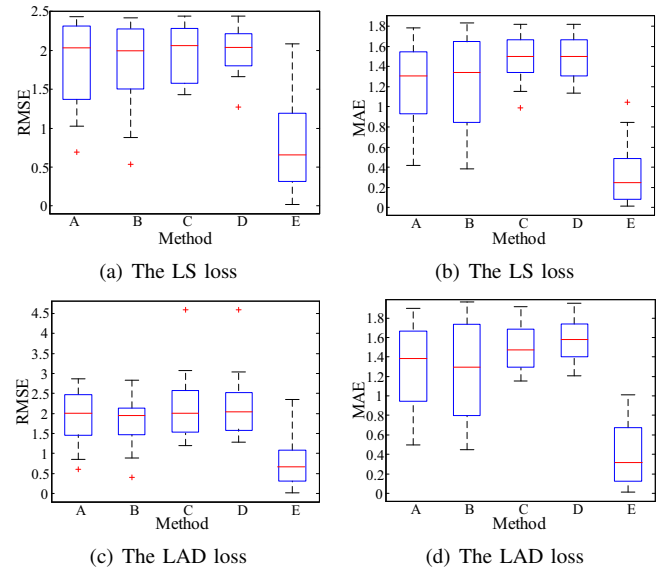 2.5
2
1.5
1
0.5
0
RMSE
A B C D E
Method
(a) The LS loss
1.8
1.6
1.4
1.2
1
0.8
0.6
0.4
0.2
0
MAE
A B C D E
Method
(b) The LS loss
4.5
4
3.5
3
2.5
2
1.5
1
0.5
0
RMSE
A B C D E
Method
(c) The LAD loss
1.8
1.6
1.4
1.2
1
0.8
0.6
0.4
0.2
0
MAE
A B C D E
Method
(d) The LAD loss